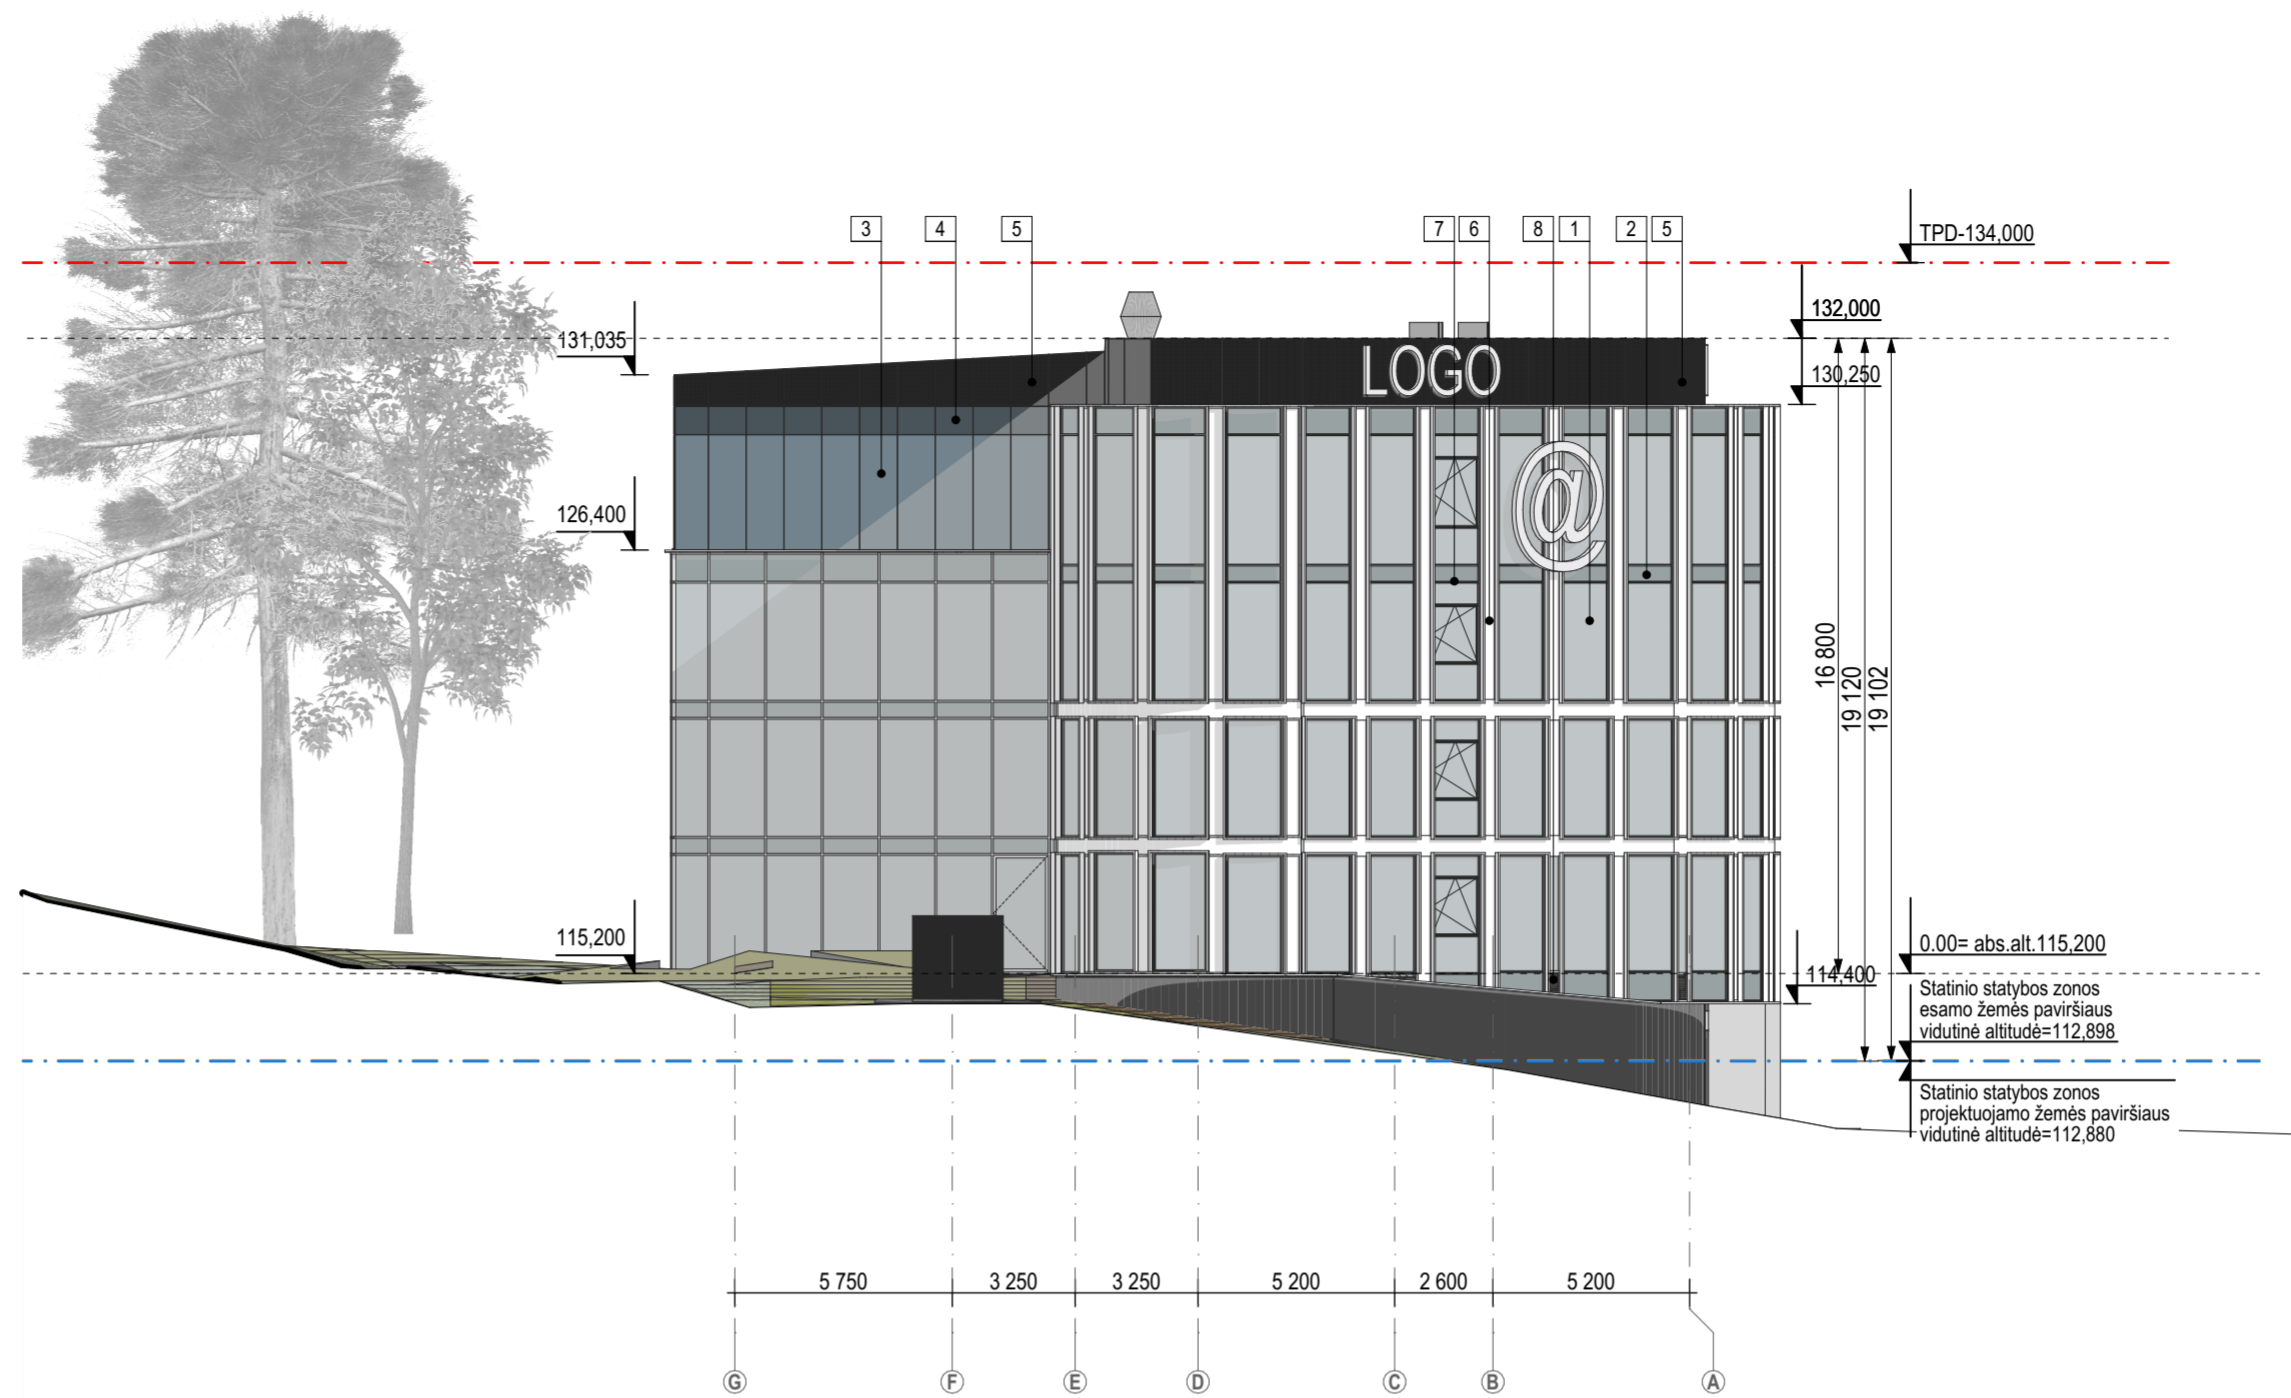 3 4 5 7 6 8 1 2 5
TPD-134,000
132,000
131,035
130,250
LOGO
@
126,400
16 800
19 120
19 102
115,200
0.00= abs.alt.115,200
114,400
Statinio statybos zonos
esamo žemės paviršiaus
vidutinė altitudė=112,898
Statinio statybos zonos
projektuojamo žemės paviršiaus
vidutinė altitudė=112,880
5 750 3 250 3 250 5 200 2 600 5 200
G F E D C B A